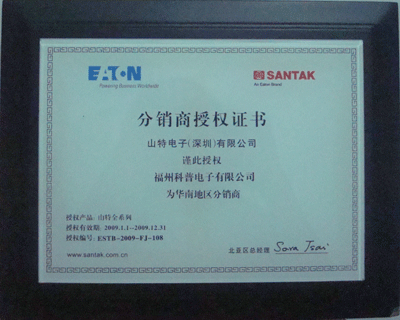 EATON SANTAK
Powering Business Worldwide An Eaton Brand
分销商授权证书
山特电子(深圳)有限公司
谨此授权
福州科普电子有限公司
为华南地区分销商
授权产品: 山特全系列
授权有效期: 2009.1.1--2009.12.31
授权编号: ESTB-2009-FJ-108
www.santak.com.cn
北亚区总经理 Sam Tsai